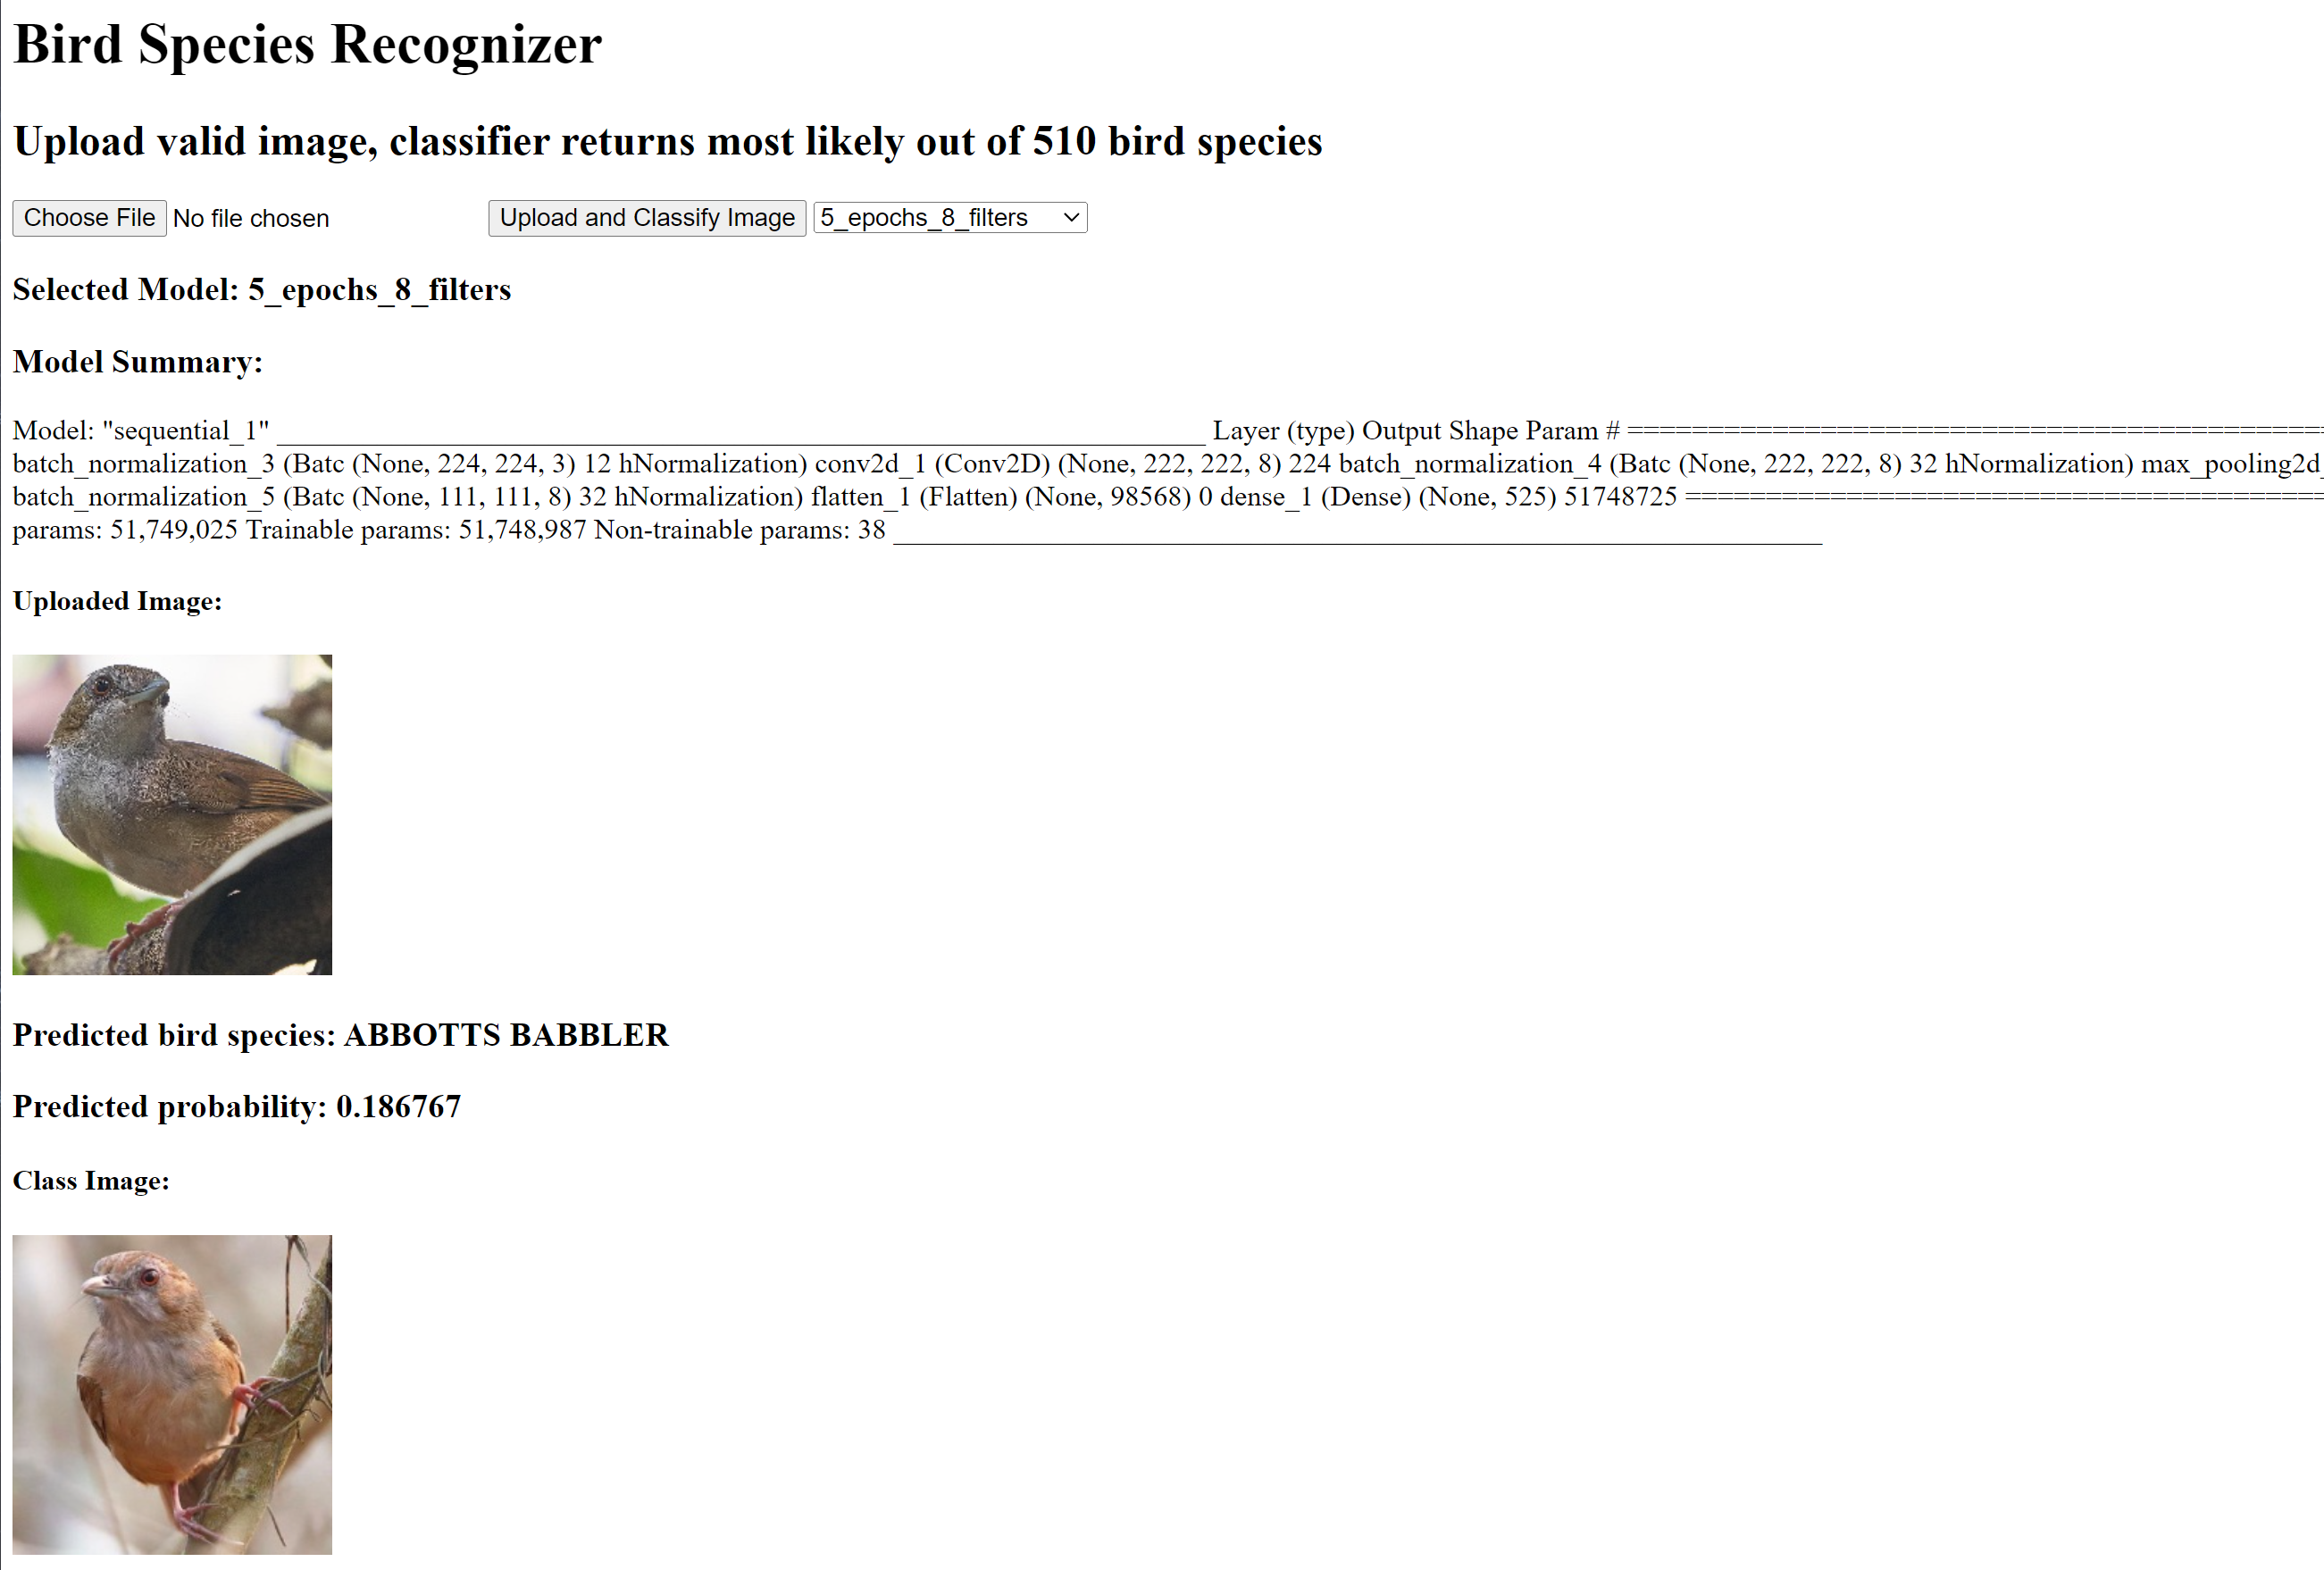 Bird Species Recognizer
Upload valid image, classifier returns most likely out of 510 bird species
Choose File No file chosen Upload and Classify Image 5_epochs_8_filters
Selected Model: 5_epochs_8_filters
Model Summary:
Model: "sequential_1" _________________________________________________________________ Layer (type) Output Shape Param # ===========================================
batch_normalization_3 (Batc (None, 224, 224, 3) 12 hNormalization) conv2d_1 (Conv2D) (None, 222, 222, 8) 224 batch_normalization_4 (Batc (None, 222, 222, 8) 32 hNormalization) max_pooling2d_
batch_normalization_5 (Batc (None, 111, 111, 8) 32 hNormalization) flatten_1 (Flatten) (None, 98568) 0 dense_1 (Dense) (None, 525) 51748725 =======================================
params: 51,749,025 Trainable params: 51,748,987 Non-trainable params: 38 _________________________________________________________________
Uploaded Image:
Predicted bird species: ABBOTTS BABBLER
Predicted probability: 0.186767
Class Image: